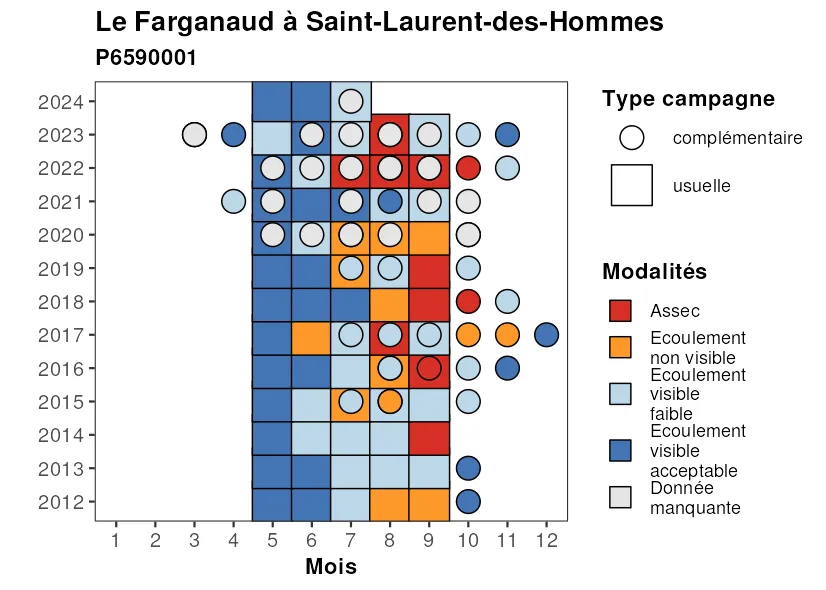 Le Farganaud à Saint-Laurent-des-Hommes
P6590001
2024
2023
2022
2021
2020
2019
2018
2017
2016
2015
2014
2013
2012
1 2 3 4 5 6 7 8 9 10 11 12
Mois
Type campagne
complémentaire
usuelle
Modalités
Assec
Ecoulement
non visible
Ecoulement
visible
faible
Ecoulement
visible
acceptable
Donnée
manquante